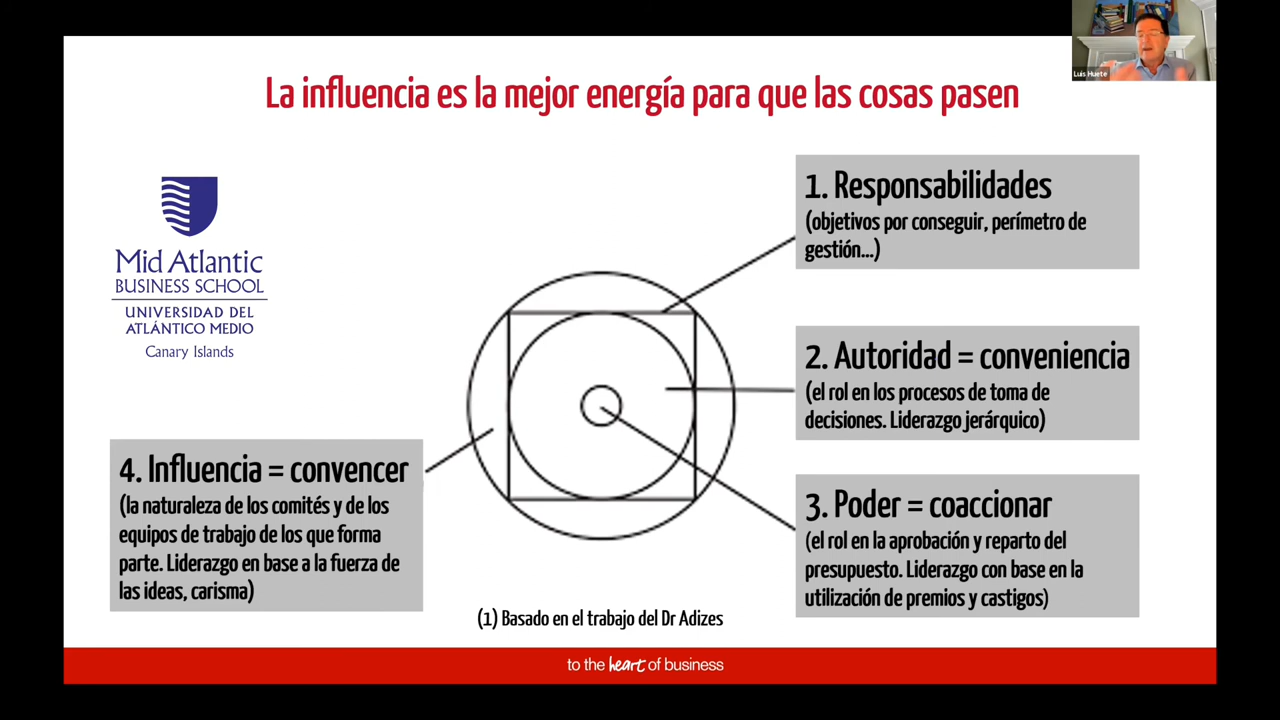 Luis Huete
La influencia es la mejor energía para que las cosas pasen
Mid Atlantic
BUSINESS SCHOOL
UNIVERSIDAD DEL
ATLÁNTICO MEDIO
Canary Islands
1. Responsabilidades
(objetivos por conseguir, perímetro de
gestión...)
2. Autoridad = conveniencia
(el rol en los procesos de toma de
decisiones. Liderazgo jerárquico)
3. Poder = coaccionar
(el rol en la aprobación y reparto del
presupuesto. Liderazgo con base en la
utilización de premios y castigos)
4. Influencia = convencer
(la naturaleza de los comités y de los
equipos de trabajo de los que forma
parte. Liderazgo en base a la fuerza de
las ideas, carisma)
(1) Basado en el trabajo del Dr Adizes
to the heart of business